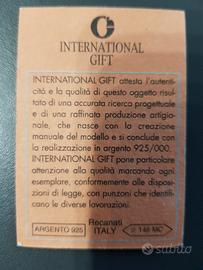 INTERNATIONAL
GIFT
INTERNATIONAL GIFT attesta l'autenti-
cità e la qualità di questo oggetto risul-
tato di una accurata ricerca progettuale
e di una raffinata produzione artigia-
nale, che nasce con la creazione
manuale del modello e si conclude con
la realizzazione in argento 925/000.
INTERNATIONAL GIFT pone particolare
attenzione alla qualità marcando ogni
esemplare, conformemente alle disposi-
zioni di legge, con punzoni che identifi-
cano le diverse lavorazioni.
ARGENTO 925
Recanati
ITALY
148 MC
subito